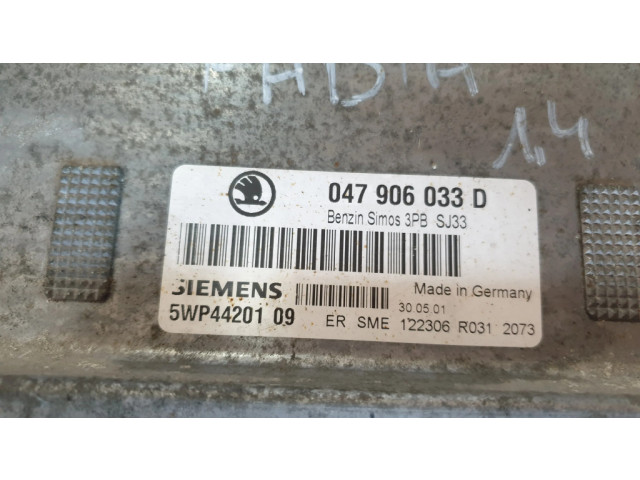 FABIA
1,4
047 906 033 D
Benzin Simos 3PB SJ33
SIEMENS
Made in Germany
30 05 01
5WP44201 09
ER SME 122306 R031 2073